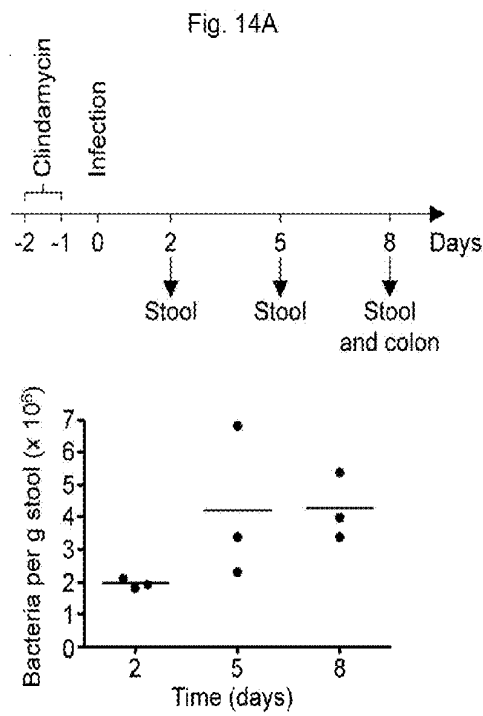 Fig. 14A
Clindamycin
Infection
-2 -1 0 2 5 8 Days
Stool Stool Stool
and colon
Bacteria per g stool (x 10⁶)
7
6
5
4
3
2
1
0
2 5 8
Time (days)